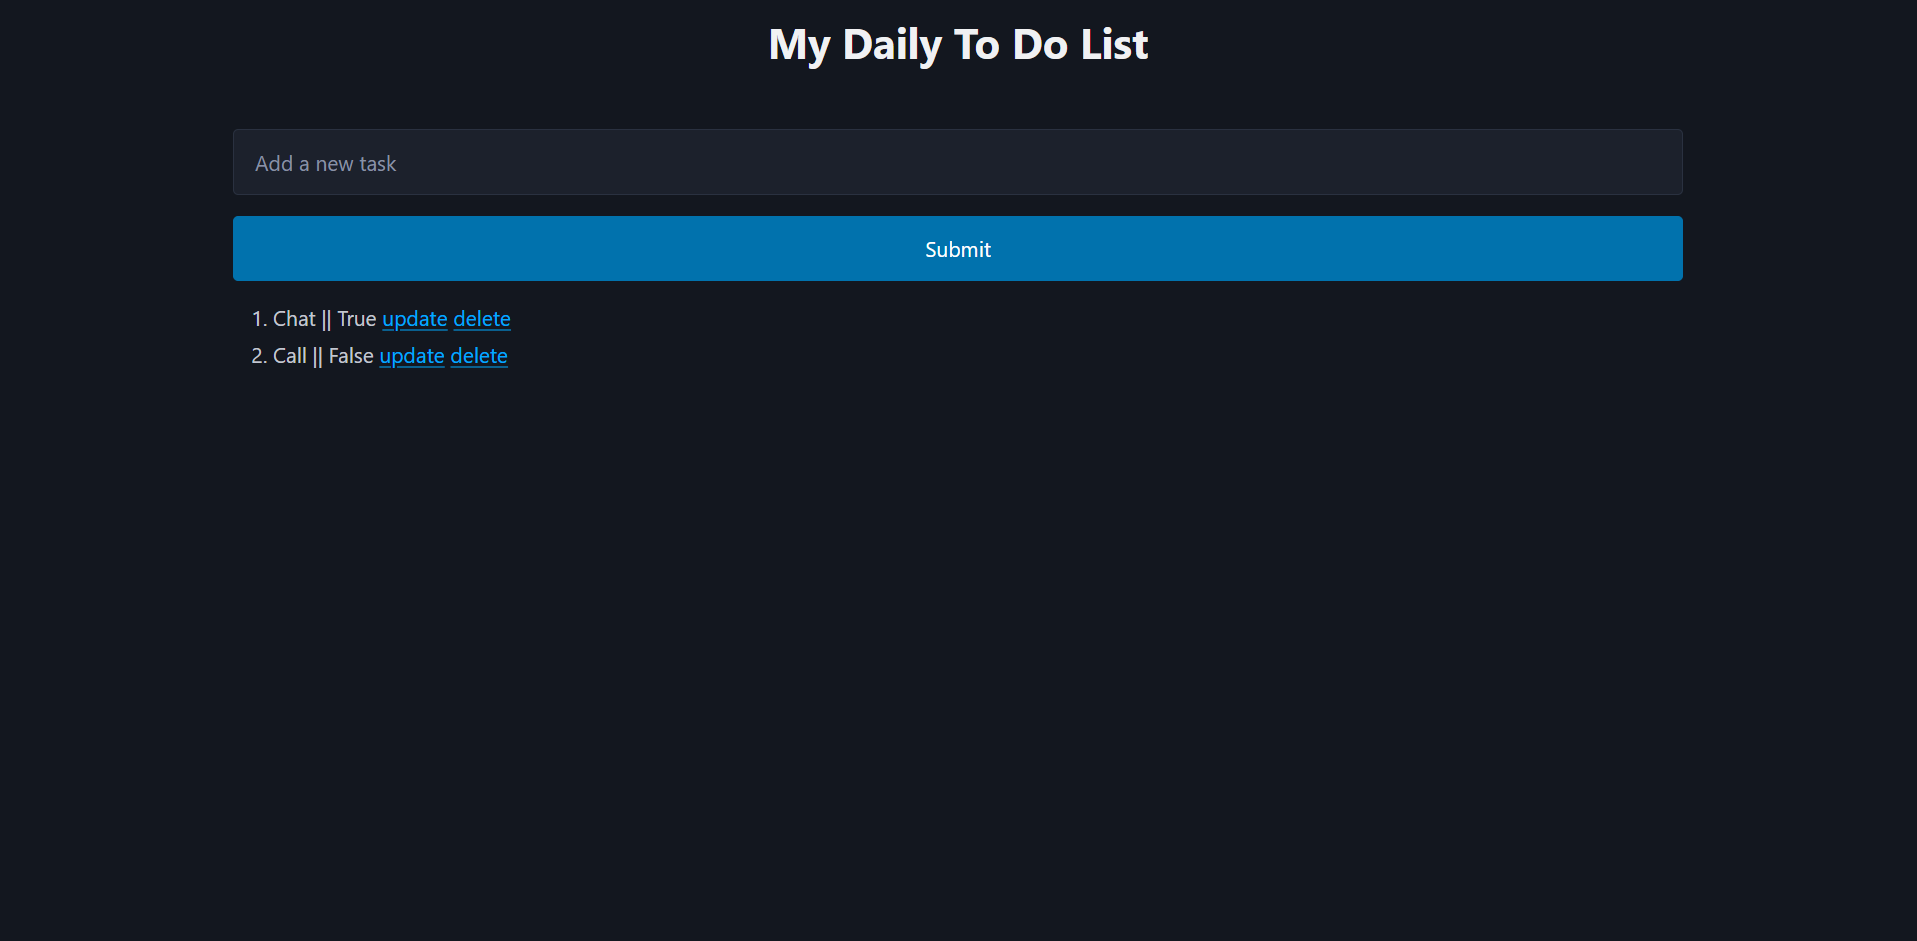 My Daily To Do List
Add a new task
Submit
1. Chat || True update delete
2. Call || False update delete